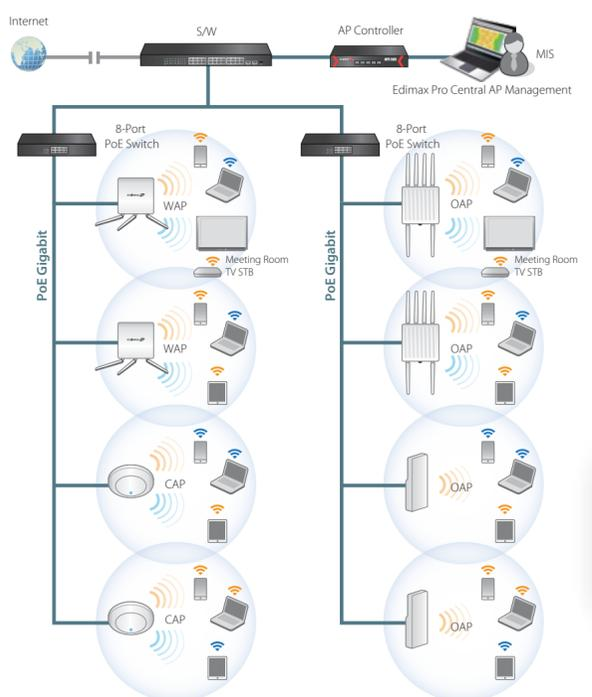 Internet
S/W
AP Controller
MIS
Edimax Pro Central AP Management
8-Port
PoE Switch
8-Port
PoE Switch
WAP
OAP
PoE Gigabit
PoE Gigabit
Meeting Room
TV STB
Meeting Room
TV STB
WAP
OAP
CAP
OAP
CAP
OAP